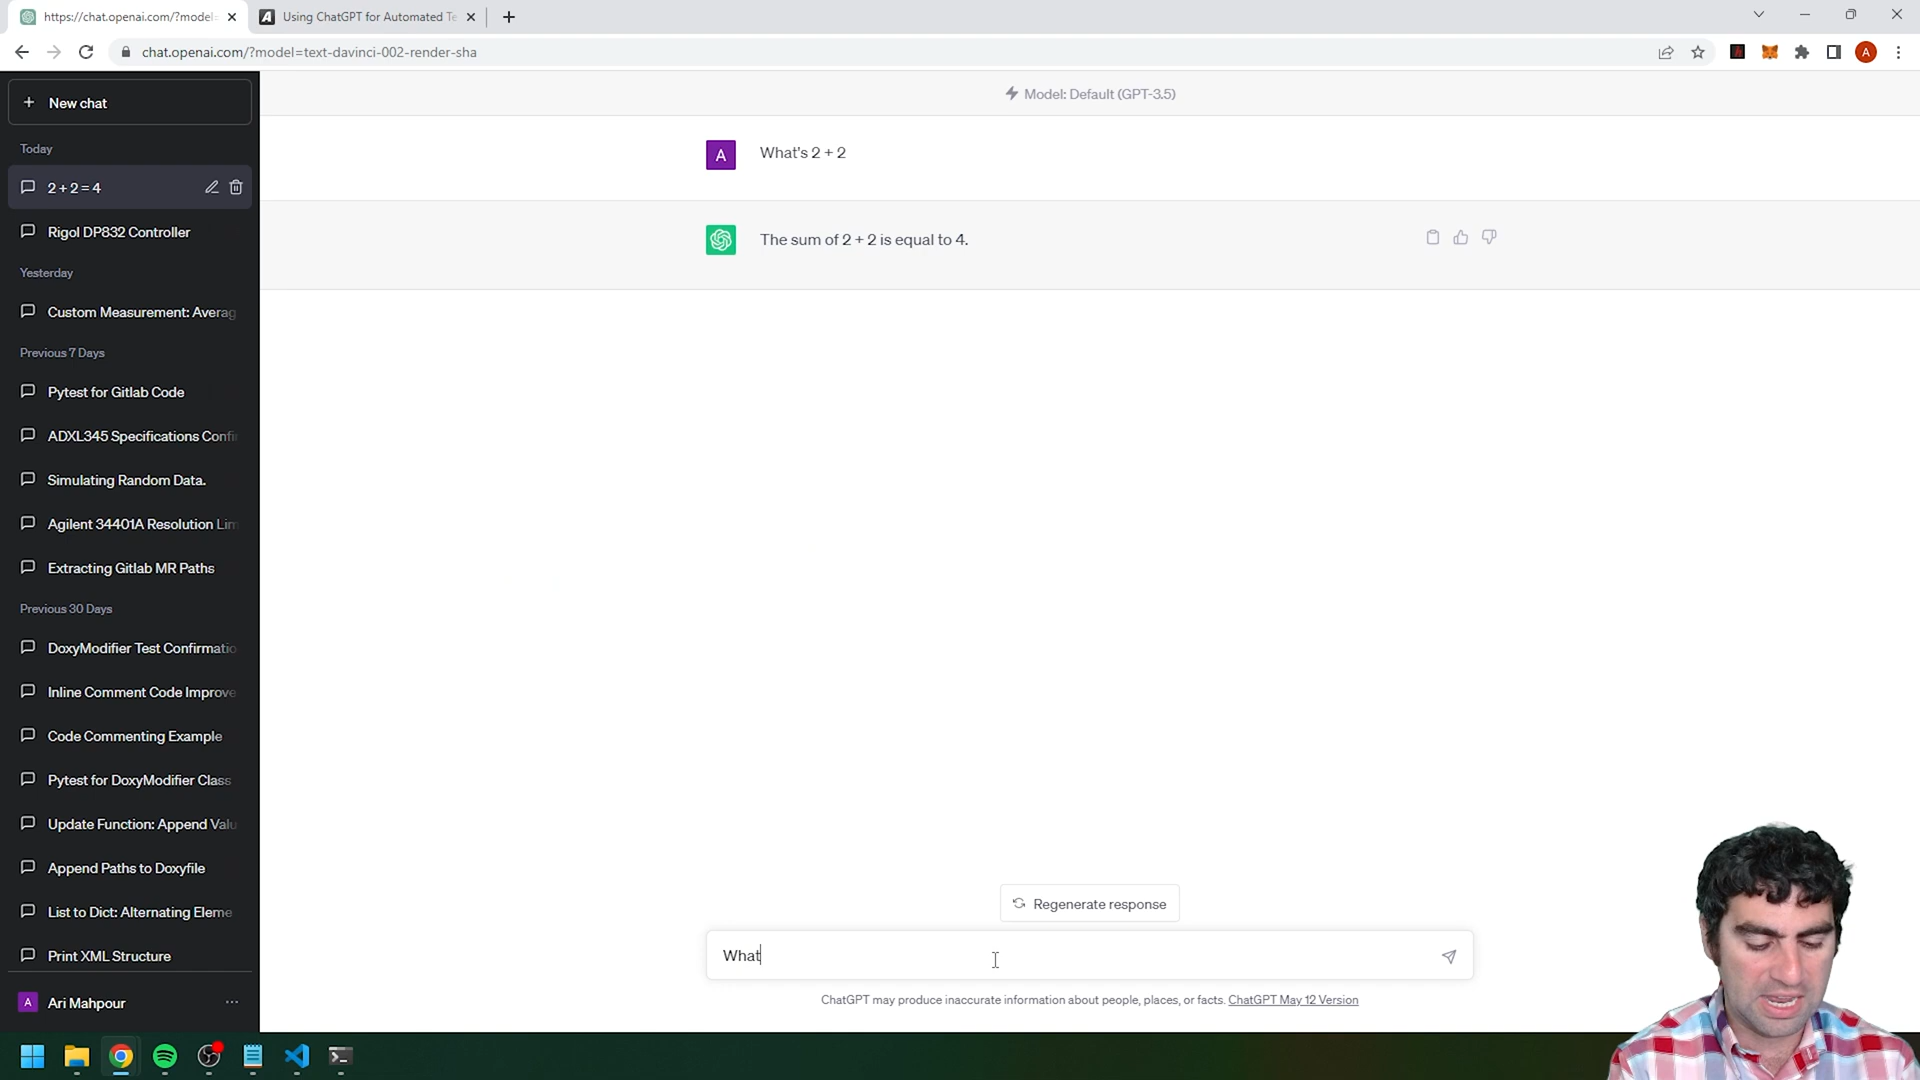 https://chat.openai.com/?model=
Using ChatGPT for Automated Te
chat.openai.com/?model=text-davinci-002-render-sha
A
New chat
Today
2 + 2 = 4
Rigol DP832 Controller
Yesterday
Custom Measurement: Averag
Previous 7 Days
Pytest for Gitlab Code
ADXL345 Specifications Confi
Simulating Random Data.
Agilent 34401A Resolution Lim
Extracting Gitlab MR Paths
Previous 30 Days
DoxyModifier Test Confirmatio
Inline Comment Code Improve
Code Commenting Example
Pytest for DoxyModifier Class
Update Function: Append Valu
Append Paths to Doxyfile
List to Dict: Alternating Eleme
Print XML Structure
A Ari Mahpour
Model: Default (GPT-3.5)
A What's 2 + 2
The sum of 2 + 2 is equal to 4.
Regenerate response
What
ChatGPT may produce inaccurate information about people, places, or facts. ChatGPT May 12 Version